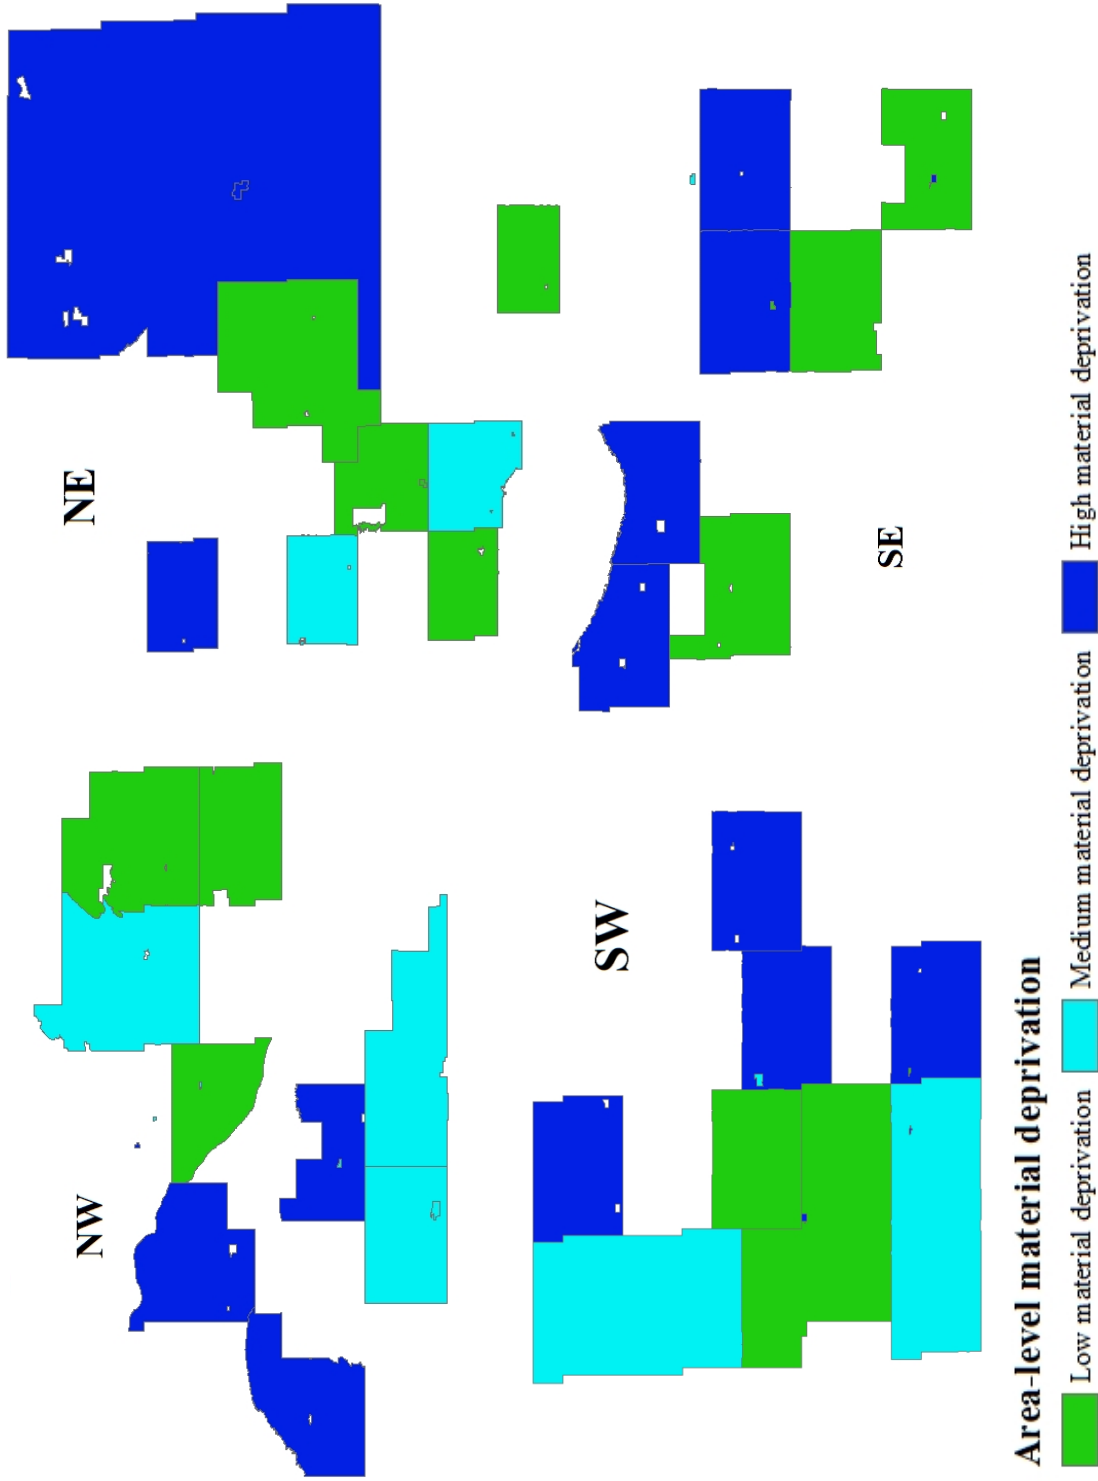 NW
NE
SW
SE
Area-level material deprivation
Low material deprivation
Medium material deprivation
High material deprivation